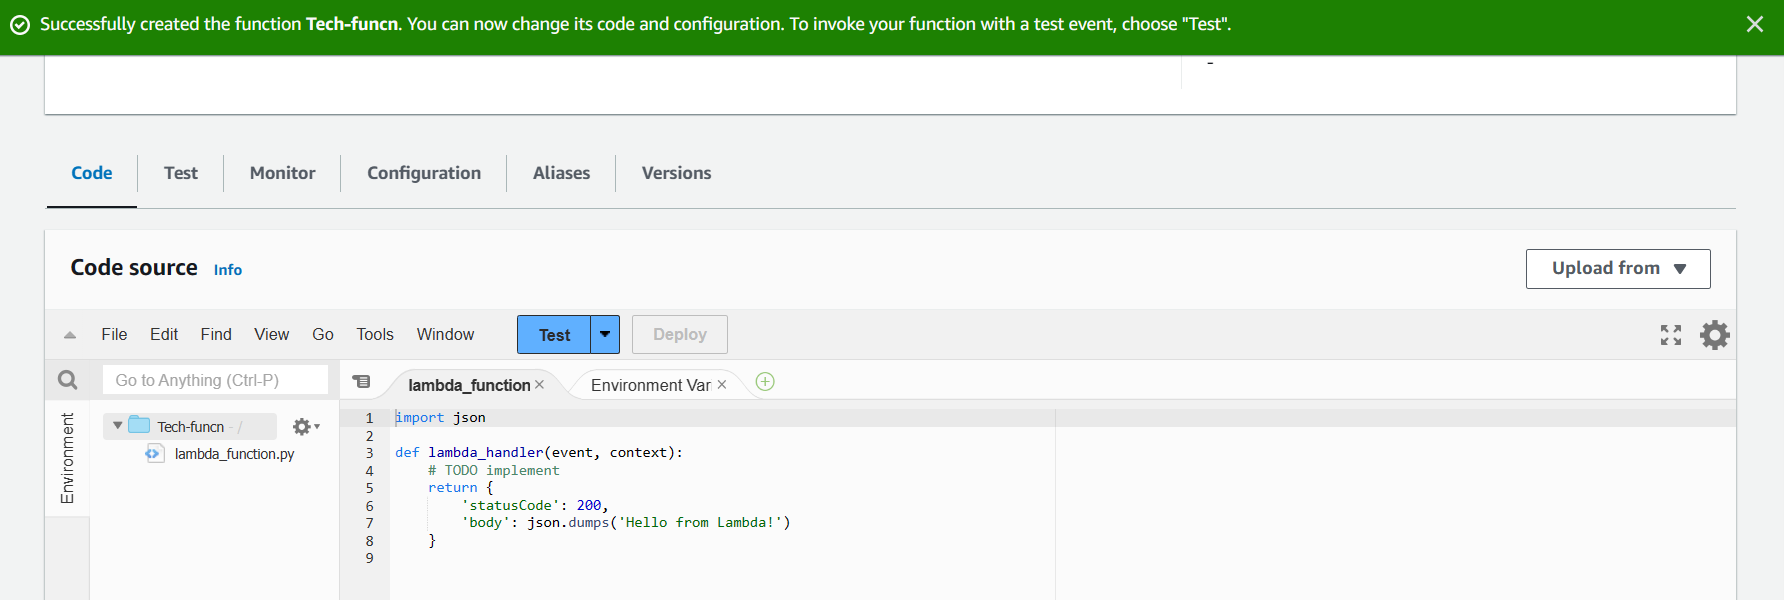 Successfully created the function Tech-funcn. You can now change its code and configuration. To invoke your function with a test event, choose "Test".
-
Code Test Monitor Configuration Aliases Versions
Code source Info
Upload from
File Edit Find View Go Tools Window Test Deploy
Go to Anything (Ctrl-P)
lambda_function
Environment Var
Environment
Tech-funcn - /
lambda_function.py
1 import json
2
3 def lambda_handler(event, context):
4     # TODO implement
5     return {
6         'statusCode': 200,
7         'body': json.dumps('Hello from Lambda!')
8     }
9